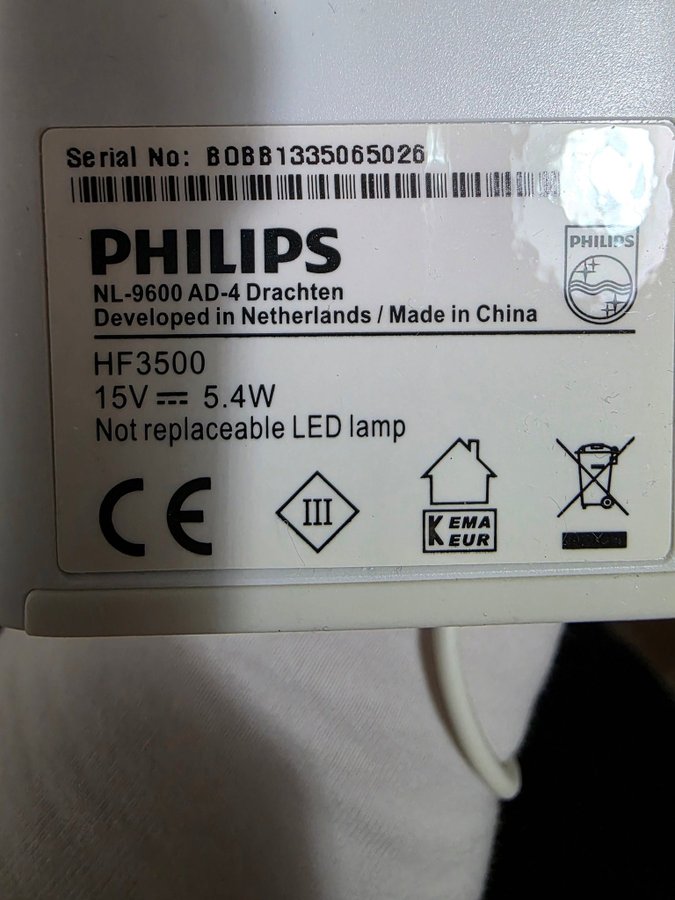 Serial No: BOBB1335065026
PHILIPS
PHILIPS
NL-9600 AD-4 Drachten
Developed in Netherlands / Made in China
HF3500
15V ⎓ 5.4W
Not replaceable LED lamp
CE
III
KEMA
EUR